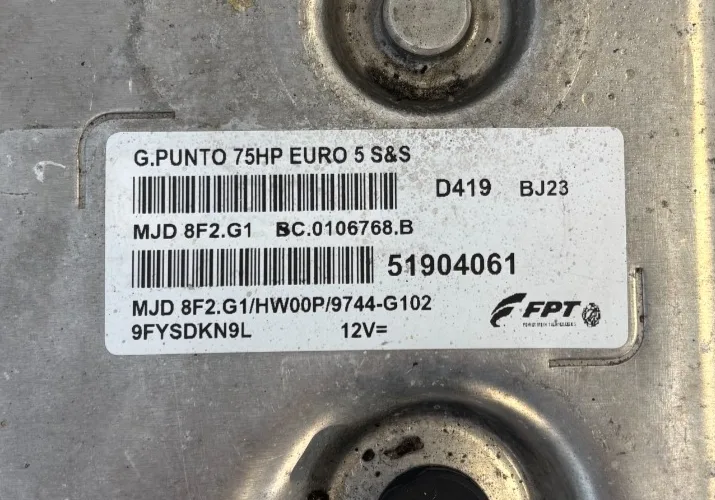 G.PUNTO 75HP EURO 5 S&S
D419 BJ23
MJD 8F2.G1 BC.0106768.B
51904061
MJD 8F2.G1/HW00P/9744-G102
9FYSDKN9L 12V=
FPT